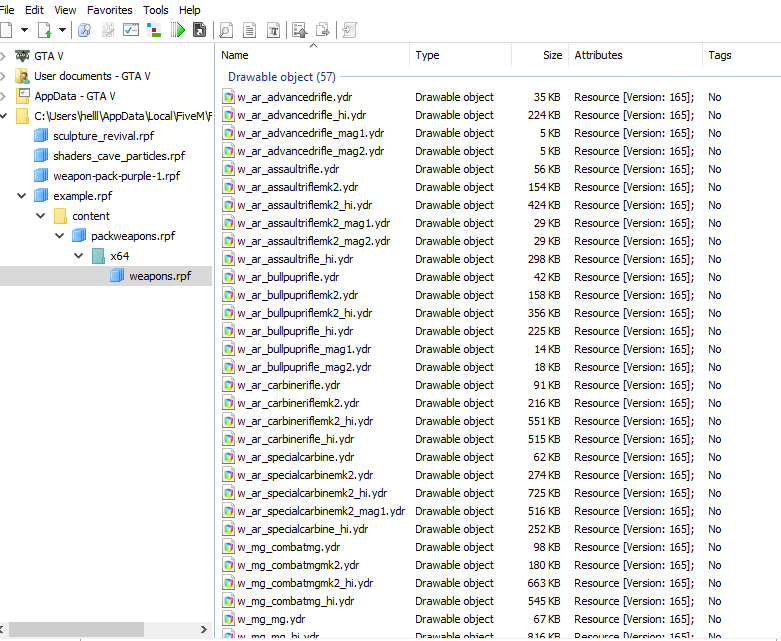 File Edit View Favorites Tools Help
Name Type Size Attributes Tags
GTA V
User documents - GTA V
AppData - GTA V
C:\Users\helll\AppData\Local\FiveM\F
sculpture_revival.rpf
shaders_cave_particles.rpf
weapon-pack-purple-1.rpf
example.rpf
content
packweapons.rpf
x64
weapons.rpf
Drawable object (57)
w_ar_advancedrifle.ydr Drawable object 35 KB Resource [Version: 165]; No
w_ar_advancedrifle_hi.ydr Drawable object 224 KB Resource [Version: 165]; No
w_ar_advancedrifle_mag1.ydr Drawable object 5 KB Resource [Version: 165]; No
w_ar_advancedrifle_mag2.ydr Drawable object 5 KB Resource [Version: 165]; No
w_ar_assaultrifle.ydr Drawable object 56 KB Resource [Version: 165]; No
w_ar_assaultriflemk2.ydr Drawable object 154 KB Resource [Version: 165]; No
w_ar_assaultriflemk2_hi.ydr Drawable object 424 KB Resource [Version: 165]; No
w_ar_assaultriflemk2_mag1.ydr Drawable object 29 KB Resource [Version: 165]; No
w_ar_assaultriflemk2_mag2.ydr Drawable object 29 KB Resource [Version: 165]; No
w_ar_assaultrifle_hi.ydr Drawable object 298 KB Resource [Version: 165]; No
w_ar_bullpuprifle.ydr Drawable object 42 KB Resource [Version: 165]; No
w_ar_bullpupriflemk2.ydr Drawable object 158 KB Resource [Version: 165]; No
w_ar_bullpupriflemk2_hi.ydr Drawable object 356 KB Resource [Version: 165]; No
w_ar_bullpuprifle_hi.ydr Drawable object 225 KB Resource [Version: 165]; No
w_ar_bullpuprifle_mag1.ydr Drawable object 14 KB Resource [Version: 165]; No
w_ar_bullpuprifle_mag2.ydr Drawable object 18 KB Resource [Version: 165]; No
w_ar_carbinerifle.ydr Drawable object 91 KB Resource [Version: 165]; No
w_ar_carbineriflemk2.ydr Drawable object 216 KB Resource [Version: 165]; No
w_ar_carbineriflemk2_hi.ydr Drawable object 551 KB Resource [Version: 165]; No
w_ar_carbinerifle_hi.ydr Drawable object 515 KB Resource [Version: 165]; No
w_ar_specialcarbine.ydr Drawable object 62 KB Resource [Version: 165]; No
w_ar_specialcarbinemk2.ydr Drawable object 274 KB Resource [Version: 165]; No
w_ar_specialcarbinemk2_hi.ydr Drawable object 725 KB Resource [Version: 165]; No
w_ar_specialcarbinemk2_mag1.ydr Drawable object 516 KB Resource [Version: 165]; No
w_ar_specialcarbine_hi.ydr Drawable object 252 KB Resource [Version: 165]; No
w_mg_combatmg.ydr Drawable object 98 KB Resource [Version: 165]; No
w_mg_combatmgmk2.ydr Drawable object 180 KB Resource [Version: 165]; No
w_mg_combatmgmk2_hi.ydr Drawable object 663 KB Resource [Version: 165]; No
w_mg_combatmg_hi.ydr Drawable object 545 KB Resource [Version: 165]; No
w_mg_mg.ydr Drawable object 67 KB Resource [Version: 165]; No
w_mg_mg_hi.ydr Drawable object 816 KB Resource [Version: 165]; No